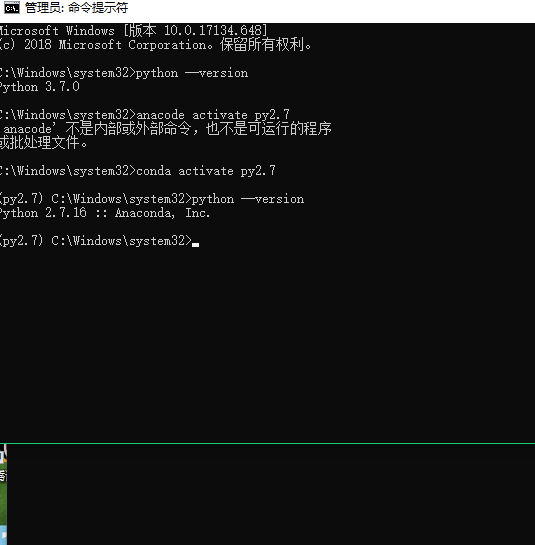 管理员: 命令提示符
Microsoft Windows [版本 10.0.17134.648]
(c) 2018 Microsoft Corporation。保留所有权利。
C:\Windows\system32>python --version
Python 3.7.0
C:\Windows\system32>anacode activate py2.7
'anacode' 不是内部或外部命令，也不是可运行的程序
或批处理文件。
C:\Windows\system32>conda activate py2.7
(py2.7) C:\Windows\system32>python --version
Python 2.7.16 :: Anaconda, Inc.
(py2.7) C:\Windows\system32>